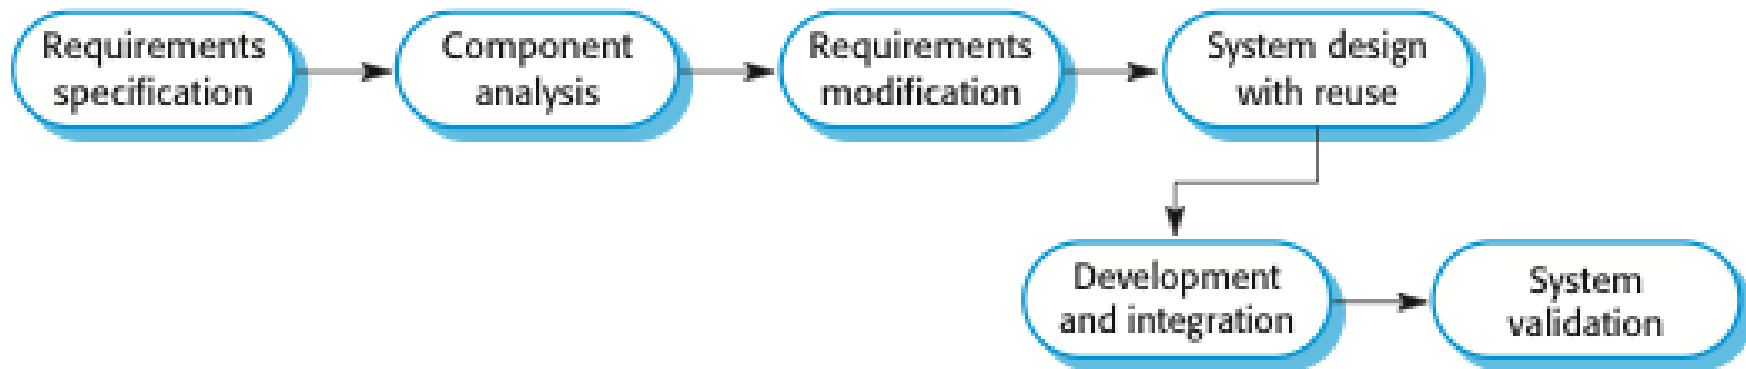 Requirements
specification
Component
analysis
Requirements
modification
System design
with reuse
Development
and integration
System
validation